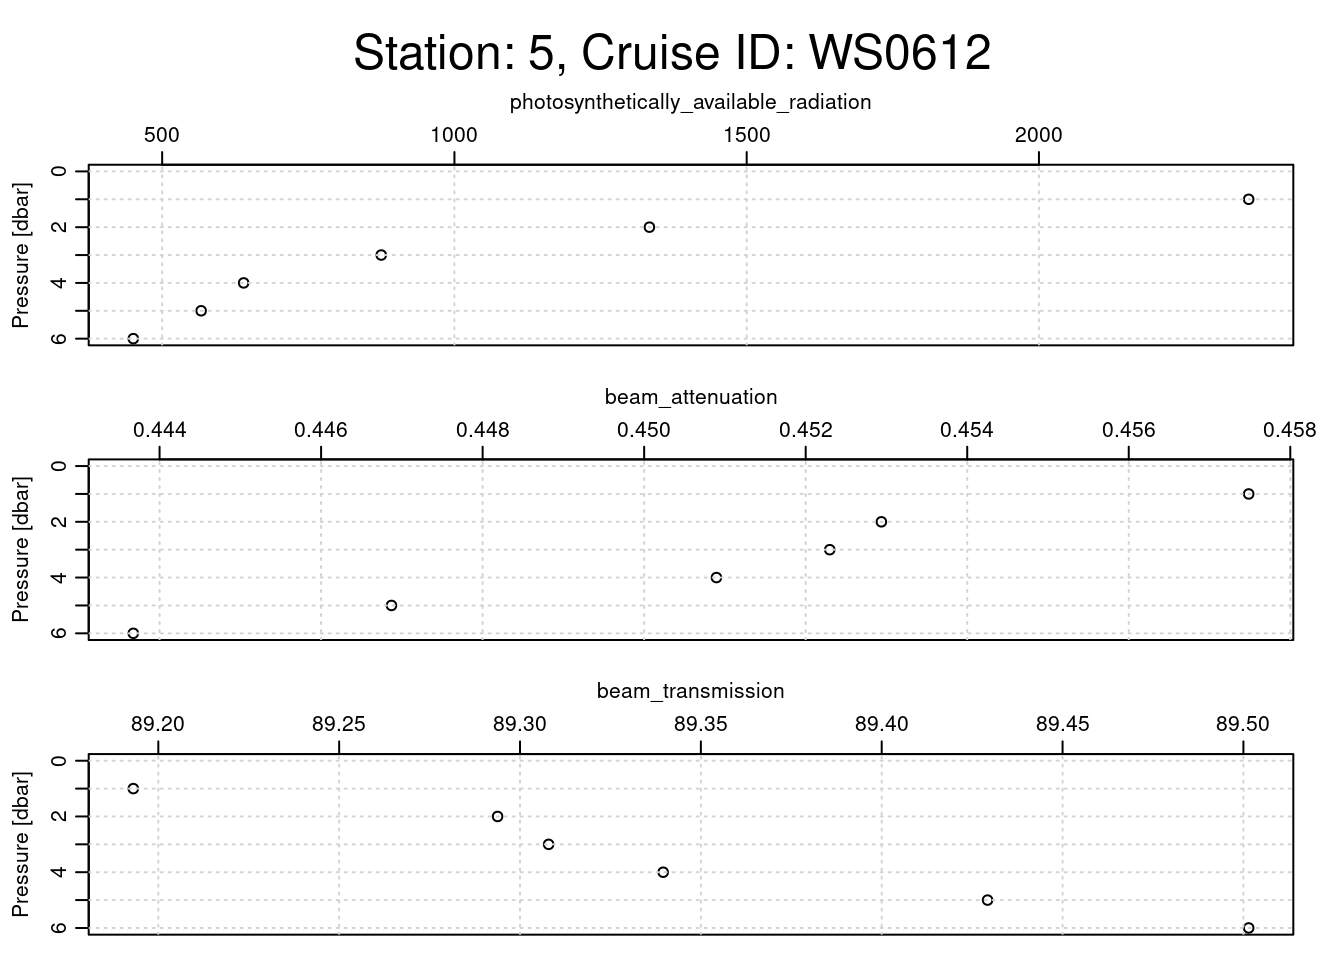 Station: 5, Cruise ID: WS0612
photosynthetically_available_radiation
500 1000 1500 2000
Pressure [dbar]
0
2
4
6
beam_attenuation
0.444 0.446 0.448 0.450 0.452 0.454 0.456 0.458
Pressure [dbar]
0
2
4
6
beam_transmission
89.20 89.25 89.30 89.35 89.40 89.45 89.50
Pressure [dbar]
0
2
4
6